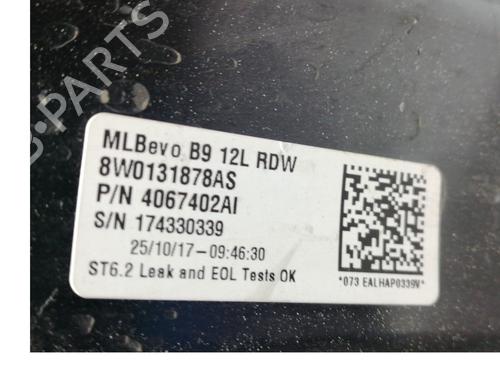 MLBevo B9 12L RDW
8W0131878AS
P/N 4067402AI
S/N 174330339
25/10/17-09:46:30
ST6.2 Leak and EOL Tests OK
*073 EALHAP0339V*
B-PARTS